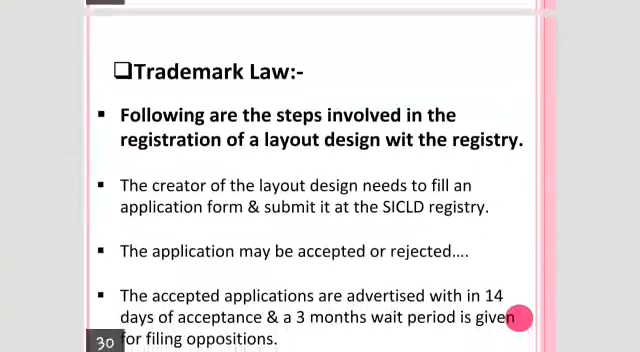 ❑Trademark Law:-
▪ Following are the steps involved in the
registration of a layout design wit the registry.
▪ The creator of the layout design needs to fill an
application form & submit it at the SICLD registry.
▪ The application may be accepted or rejected....
▪ The accepted applications are advertised with in 14
days of acceptance & a 3 months wait period is given
for filing oppositions.
30